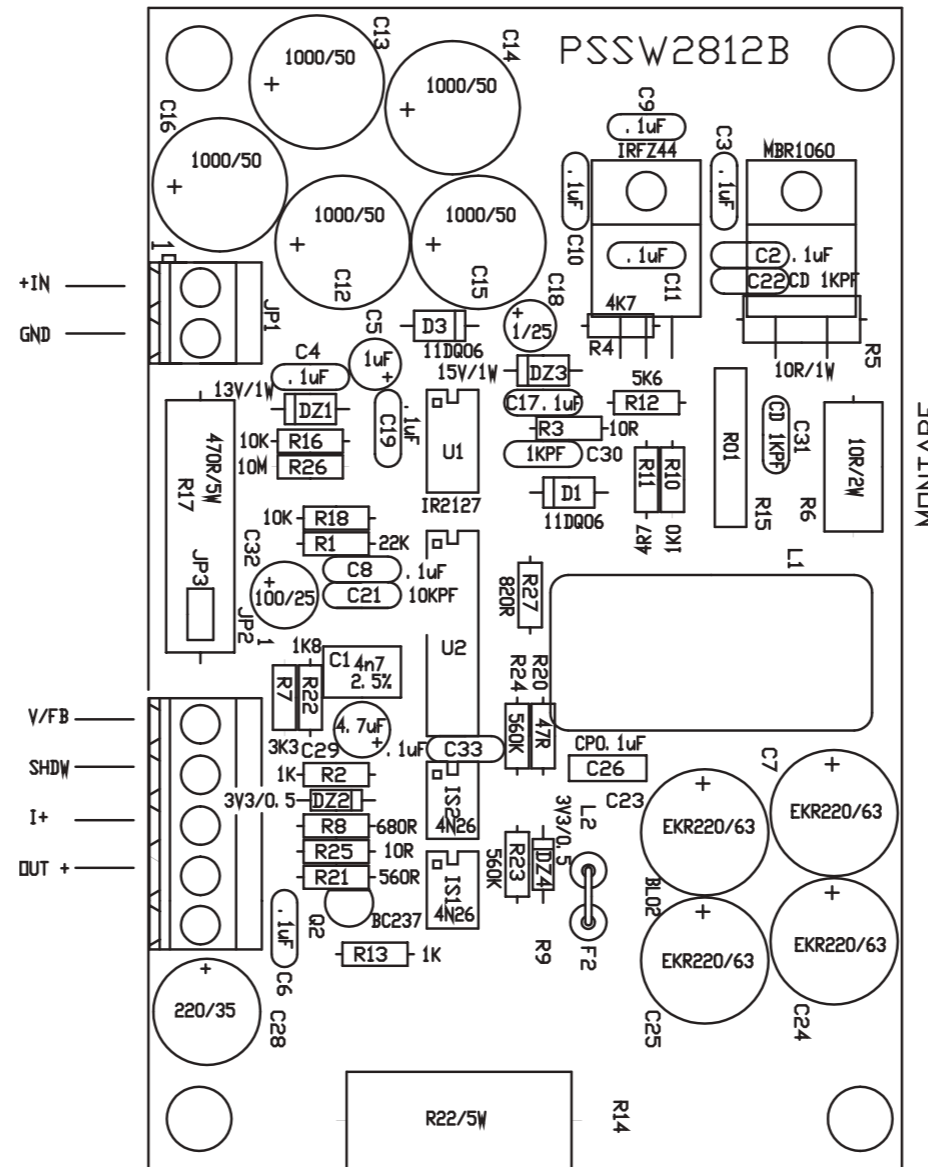 C13
1000/50
+
C14
1000/50
+
PSSW2812B
C9
.1uF
IRFZ44
C3
.1uF
MBR1060
C16
1000/50
+
C10
.1uF
1000/50
+
C12
1000/50
+
C15
.1uF
C11
C2
.1uF
C22
CD 1KPF
1
+IN
GND
JP1
C18
+
1/25
4K7
R4
C5
1uF
+
D3
11DQ06
15V/1W
DZ3
10R/1W
R5
C4
.1uF
13V/1W
DZ1
C19
.1uF
U1
IR2127
C17
.1uF
5K6
R12
10K
R16
10M
R26
R3
10R
1KPF
C30
D1
11DQ06
R11
4K7
R10
1K0
R01
R15
CD 1KPF
C31
R6
10R/2W
470R/5W
R17
JP3
10K
R18
R1
22K
C32
+
100/25
C8
.1uF
C21
10KPF
JP2
1
U2
R27
820R
L1
1K8
C1
4n7
2.5%
R7
3K3
R22
R24
560K
R20
47R
V/FB
SHDW
I+
OUT +
4.7uF
+
C29
.1uF
C33
CP0.1uF
C26
1K
R2
3V3/0.5
DZ2
R8
680R
R25
10R
R21
560R
IS2
4N26
IS1
4N26
L2
3V3/0.5
C23
C7
+
EKR220/63
+
EKR220/63
560K
R23
DZ4
BL02
Q2
BC237
.1uF
C6
R13
1K
R9
F2
+
EKR220/63
+
EKR220/63
C25
C24
+
220/35
C28
R22/5W
R14